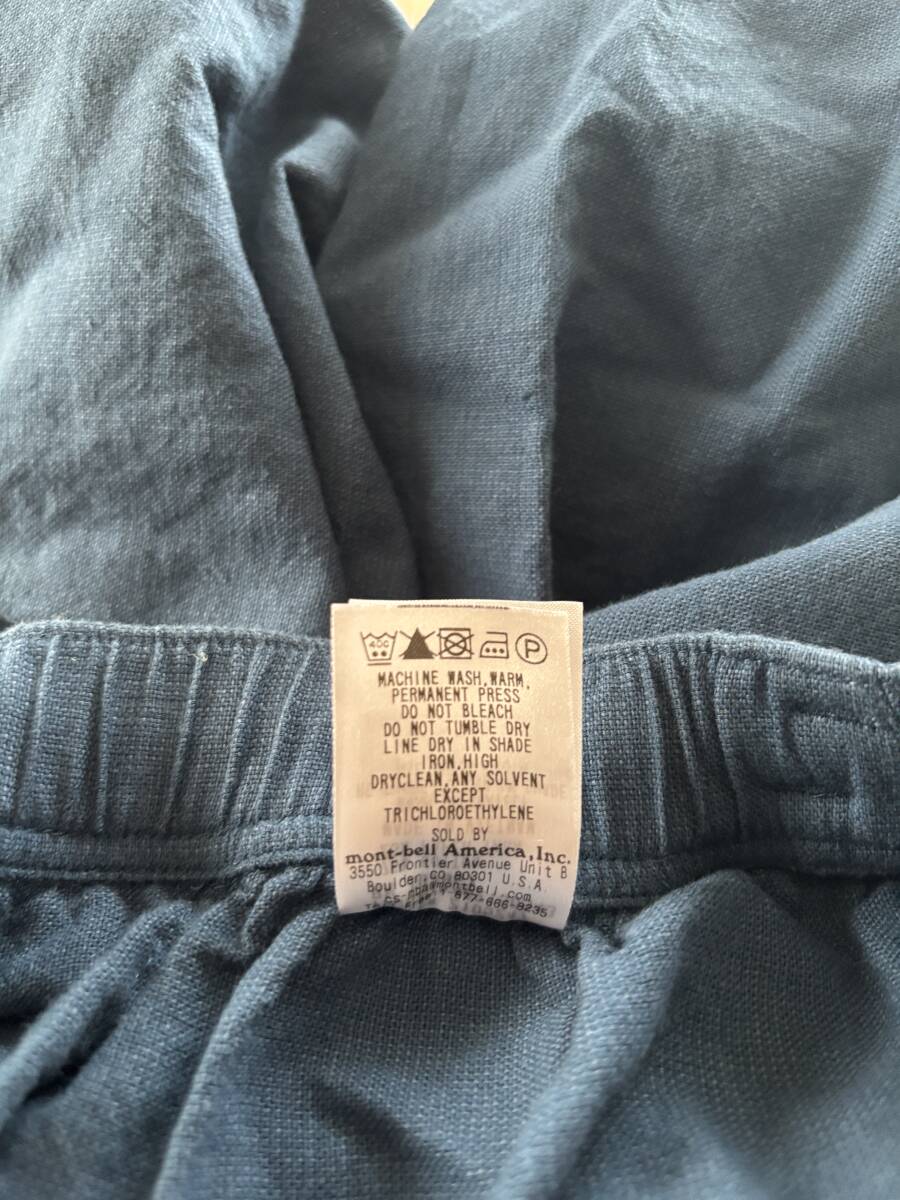 40C
P
MACHINE WASH,WARM,
PERMANENT PRESS
DO NOT BLEACH
DO NOT TUMBLE DRY
LINE DRY IN SHADE
IRON,HIGH
DRYCLEAN,ANY SOLVENT
EXCEPT
TRICHLOROETHYLENE
SOLD BY
mont-bell America,Inc.
3550 Frontier Avenue Unit B
Boulder,CO 80301 U.S.A.